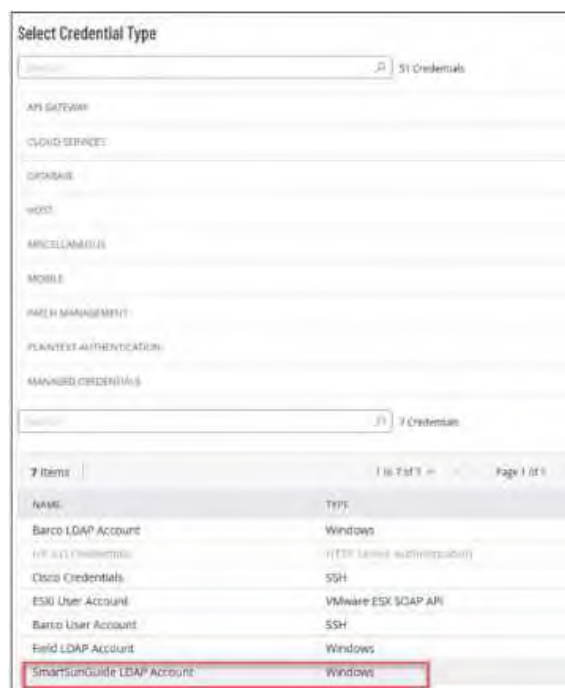 Select Credential Type
Search
51 Credentials
API GATEWAY
CLOUD SERVICES
DATABASE
HOST
MISCELLANEOUS
MOBILE
PATCH MANAGEMENT
PLAINTEXT AUTHENTICATION
MANAGED CREDENTIALS
Search
7 Credentials
7 Items
1 to 7 of 7
Page 1 of 1
NAME
TYPE
Barco LDAP Account
Windows
Cisco Credentials
SSH
ESXi User Account
VMware ESX SOAP API
Barco User Account
SSH
Field LDAP Account
Windows
SmartSunGuide LDAP Account
Windows